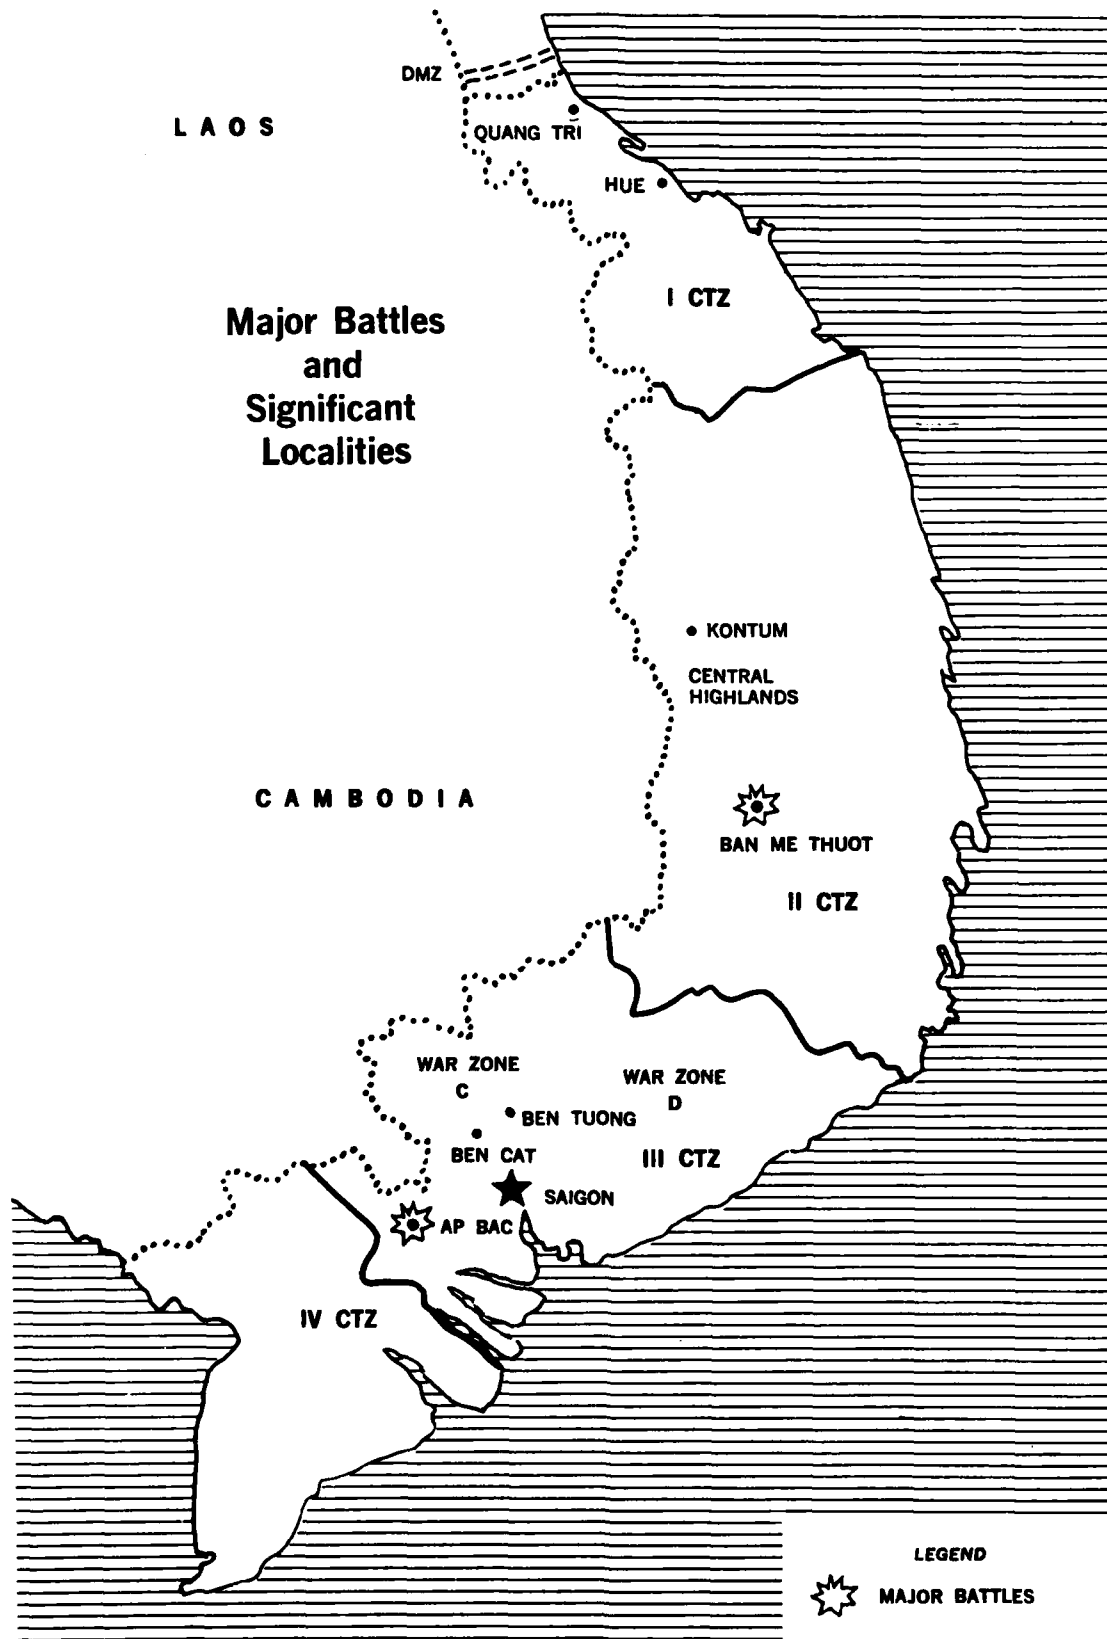 DMZ
LAOS
QUANG TRI
HUE
I CTZ
Major Battles
and
Significant
Localities
KONTUM
CENTRAL
HIGHLANDS
CAMBODIA
BAN ME THUOT
II CTZ
WAR ZONE
C
WAR ZONE
D
BEN TUONG
BEN CAT
III CTZ
SAIGON
AP BAC
IV CTZ
LEGEND
MAJOR BATTLES